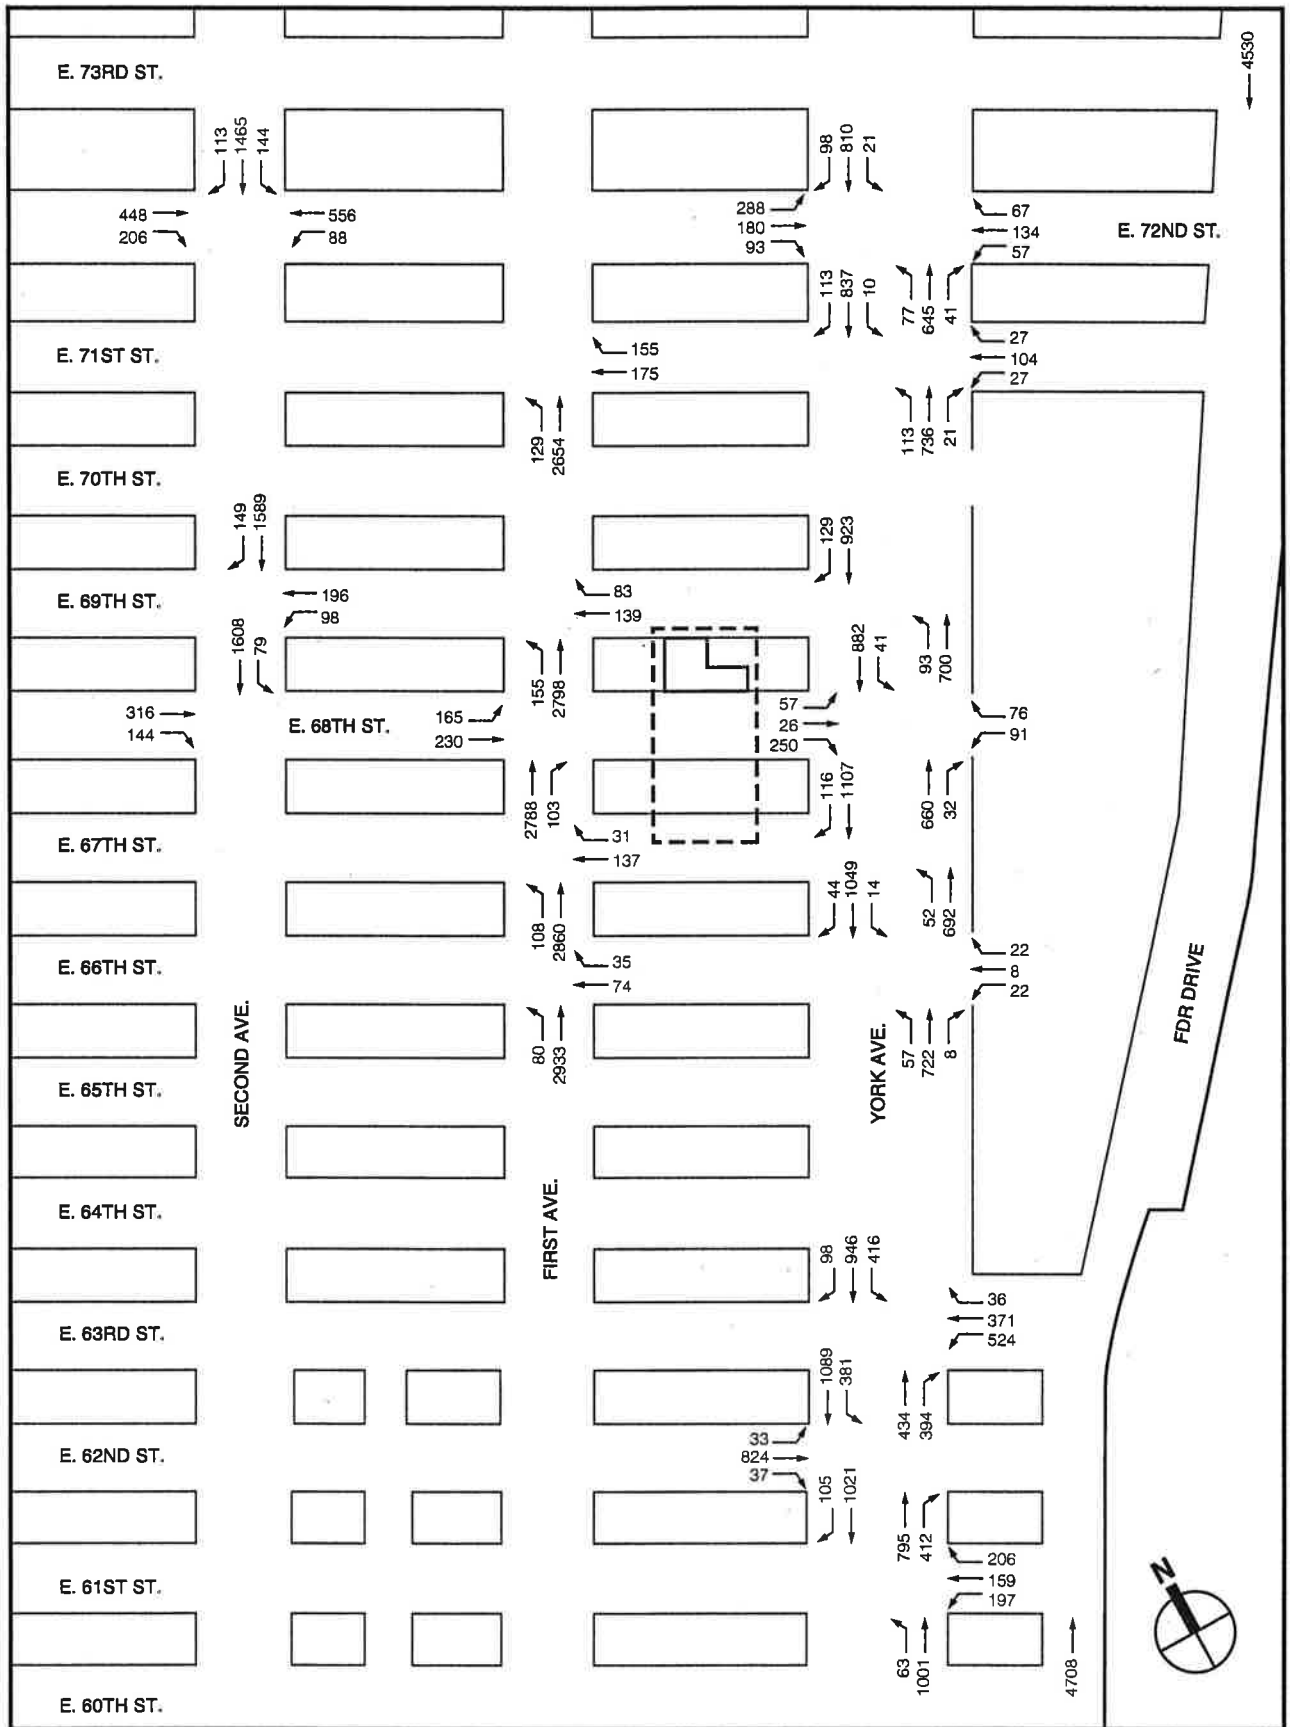 4530
E. 73RD ST.
113 1465 144
98 810 21
448 556 288 67
180 134 E. 72ND ST.
206 88 93 57
113 837 10 77 645 41
E. 71ST ST. 155 27
175 104
27
129 2654 113 736 21
E. 70TH ST.
149 1589 129 923
E. 69TH ST. 196 83
98 139
1608 79 155 2798 882 41 93 700
316 E. 68TH ST. 165 57 76
144 230 26 91
250
2788 103 116 1107 660 32
E. 67TH ST. 31
137
108 2860 44 1049 14 52 692
E. 66TH ST. 35 22
74 8
22
80 2933 57 722 8
SECOND AVE. YORK AVE. FDR DRIVE
E. 65TH ST.
E. 64TH ST.
FIRST AVE.
98 946 416
36
E. 63RD ST. 371
524
1089 381 434 394
E. 62ND ST. 33
824
37
105 1021 795 412
E. 61ST ST. 206
159
197
N
63 1001 4708
E. 60TH ST.